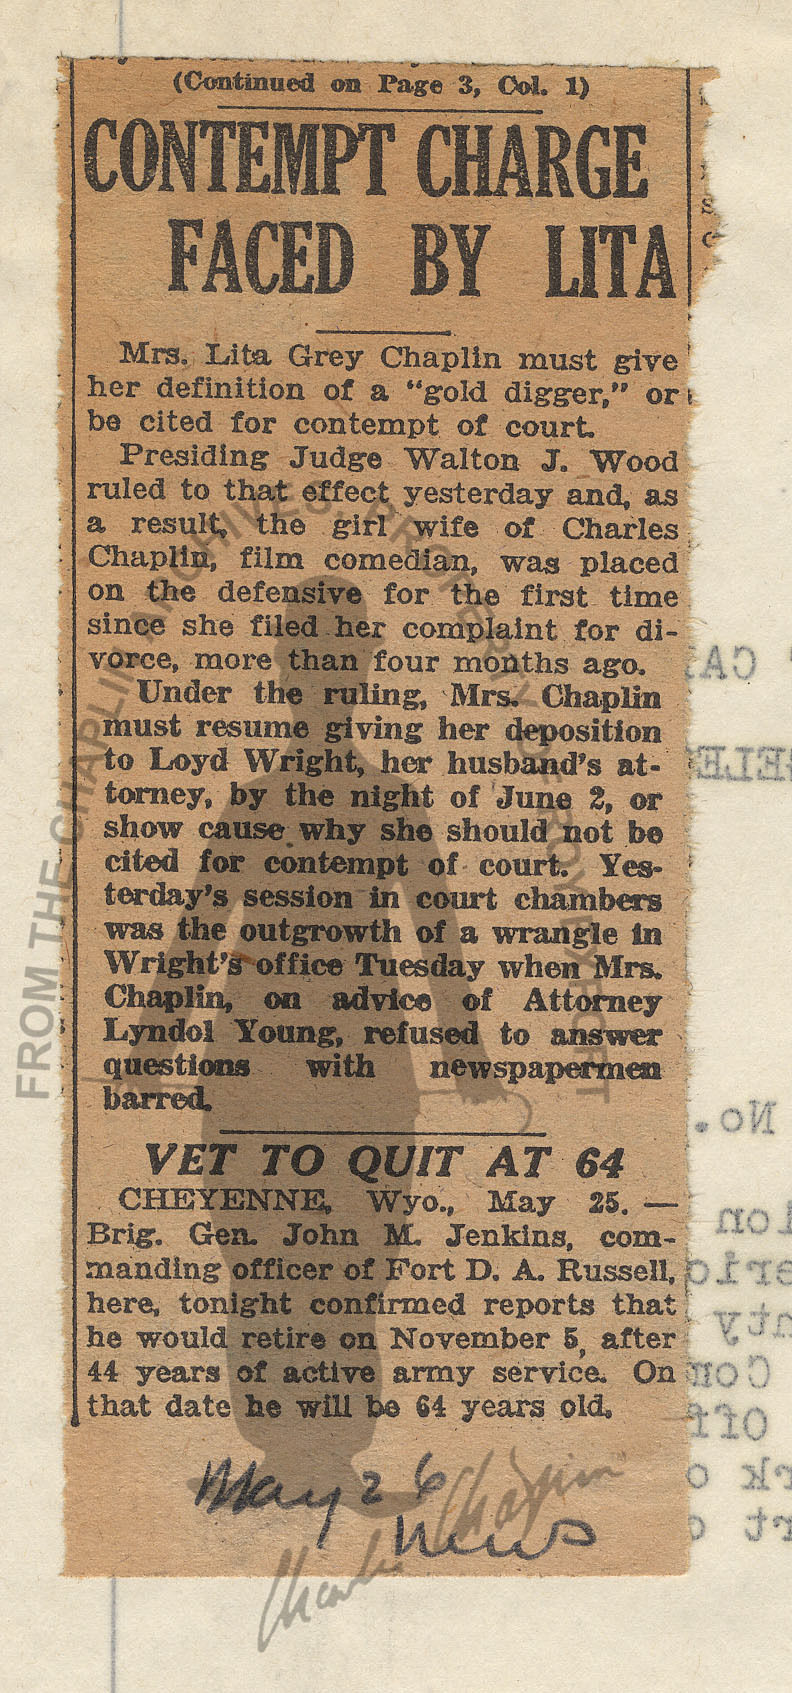 (Continued on Page 3, Col. 1)
CONTEMPT CHARGE
FACED BY LITA
Mrs. Lita Grey Chaplin must give
her definition of a “gold digger,” or
be cited for contempt of court.
Presiding Judge Walton J. Wood
ruled to that effect yesterday and, as
a result, the girl wife of Charles
Chaplin, film comedian, was placed
on the defensive for the first time
since she filed her complaint for di-
vorce, more than four months ago.
Under the ruling, Mrs. Chaplin
must resume giving her deposition
to Loyd Wright, her husband's at-
torney, by the night of June 2, or
show cause why she should not be
cited for contempt of court. Yes-
terday's session in court chambers
was the outgrowth of a wrangle in
Wright's office Tuesday when Mrs.
Chaplin, on advice of Attorney
Lyndol Young, refused to answer
questions with newspapermen
barred.
VET TO QUIT AT 64
CHEYENNE, Wyo., May 25. —
Brig. Gen. John M. Jenkins, com-
manding officer of Fort D. A. Russell,
here, tonight confirmed reports that
he would retire on November 5, after
44 years of active army service. On
that date he will be 64 years old.
May 26
News
FROM THE CHAPLIN ARCHIVES, PROPERTY OF ROY EXPORT
Charlie Chaplin
No.